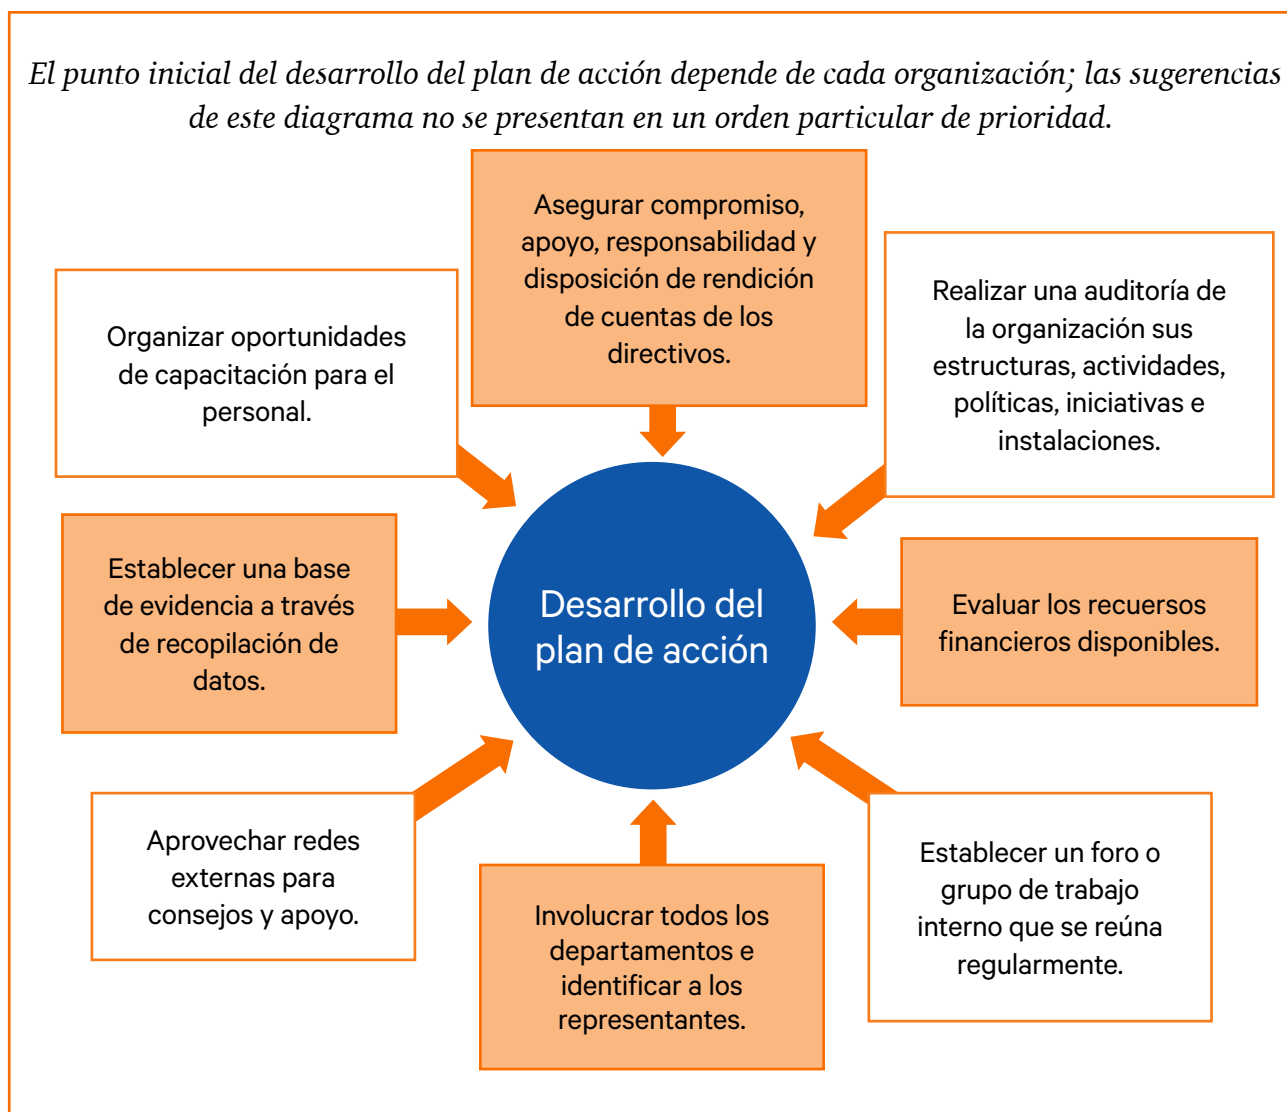 El punto inicial del desarrollo del plan de acción depende de cada organización; las sugerencias
de este diagrama no se presentan en un orden particular de prioridad.
Asegurar compromiso,
apoyo, responsabilidad y
disposición de rendición
de cuentas de los
directivos.
Realizar una auditoría de
la organización sus
estructuras, actividades,
políticas, iniciativas e
instalaciones.
Organizar oportunidades
de capacitación para el
personal.
Establecer una base
de evidencia a través
de recopilación de
datos.
Desarrollo del
plan de acción
Evaluar los recuersos
financieros disponibles.
Aprovechar redes
externas para
consejos y apoyo.
Involucrar todos los
departamentos e
identificar a los
representantes.
Establecer un foro o
grupo de trabajo
interno que se reúna
regularmente.